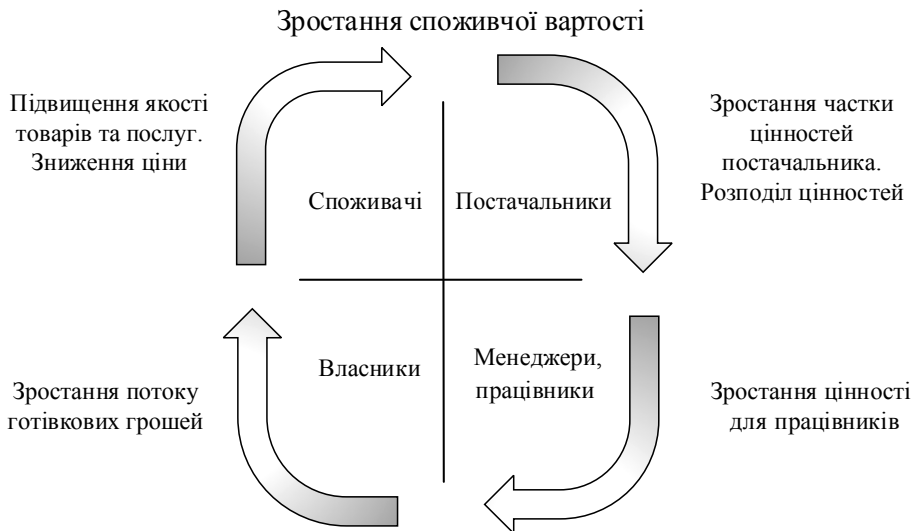 Зростання споживчої вартості
Підвищення якості
товарів та послуг.
Зниження ціни
Зростання частки
цінностей
постачальника.
Розподіл цінностей
Споживачі
Постачальники
Власники
Менеджери,
працівники
Зростання потоку
готівкових грошей
Зростання цінності
для працівників